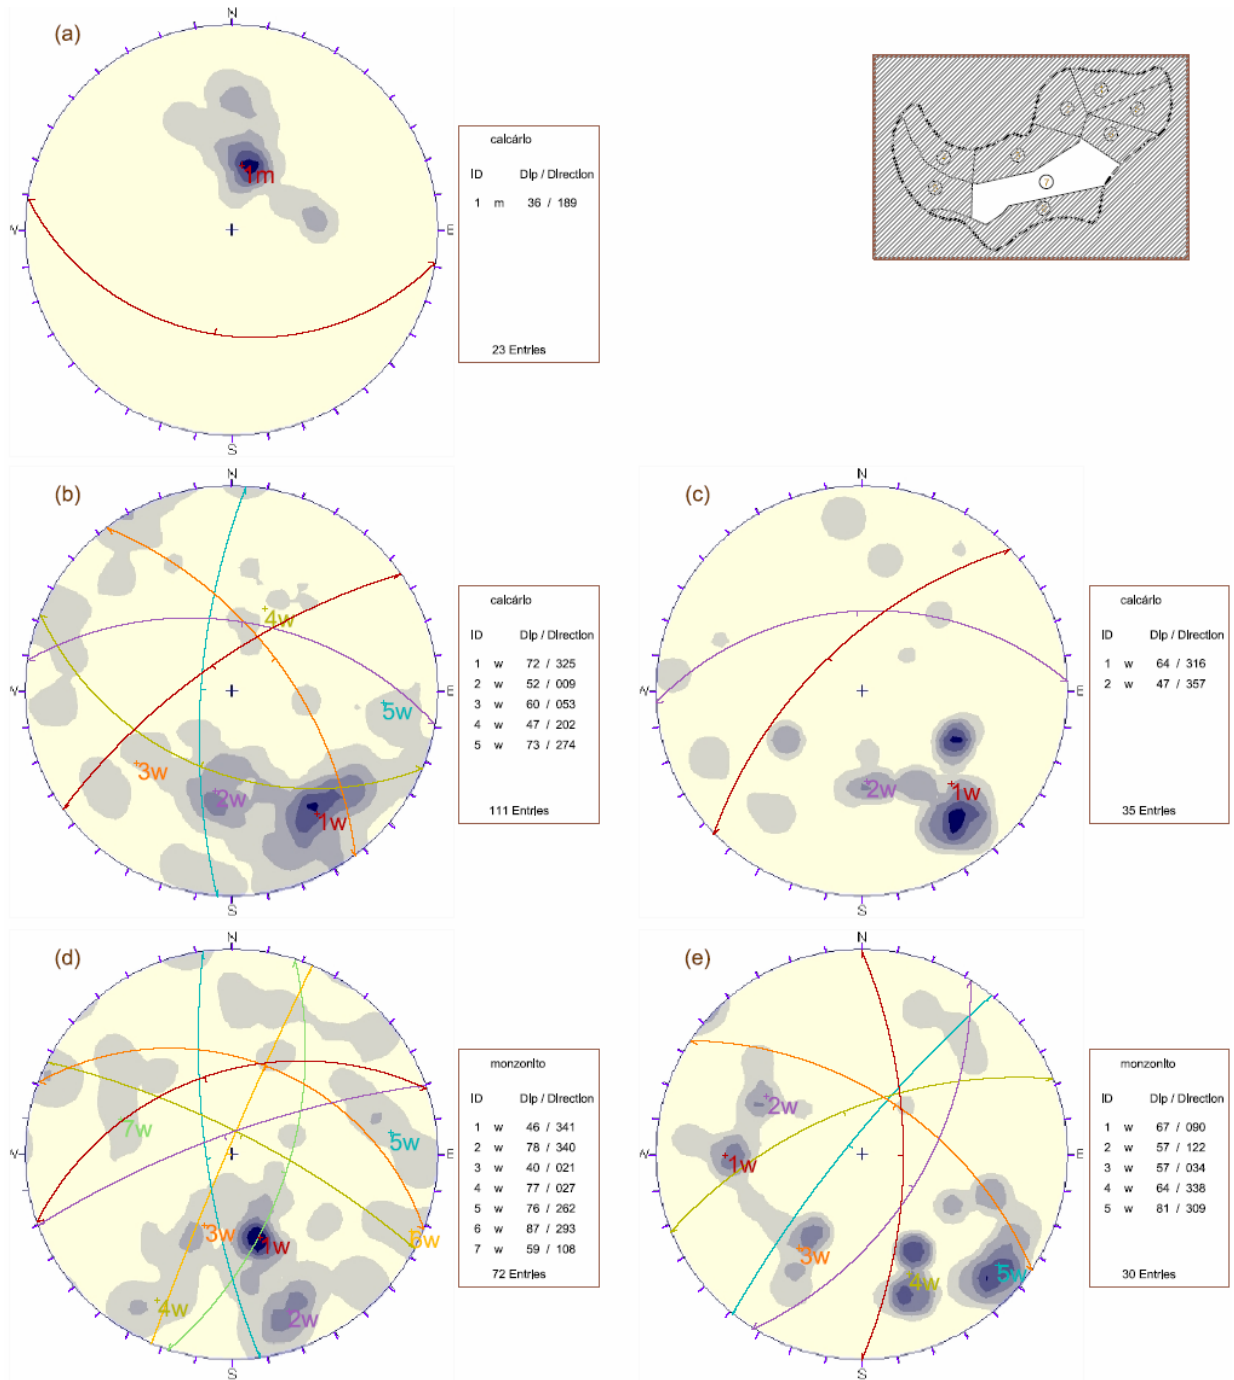 (a)
N
W
E
S
1m
calcário
ID Dip / Direction
1 m 36 / 189
23 Entries
7
(b)
N
W
E
S
4w
5w
3w
2w
1w
calcário
ID Dip / Direction
1 w 72 / 325
2 w 52 / 009
3 w 60 / 053
4 w 47 / 202
5 w 73 / 274
111 Entries
(c)
N
W
E
S
2w
1w
calcário
ID Dip / Direction
1 w 64 / 316
2 w 47 / 357
35 Entries
(d)
N
W
E
S
7w
5w
3w
1w
6w
4w
2w
monzonito
ID Dip / Direction
1 w 46 / 341
2 w 78 / 340
3 w 40 / 021
4 w 77 / 027
5 w 76 / 262
6 w 87 / 293
7 w 59 / 108
72 Entries
(e)
N
W
E
S
2w
1w
3w
4w
5w
monzonito
ID Dip / Direction
1 w 67 / 090
2 w 57 / 122
3 w 57 / 034
4 w 64 / 338
5 w 81 / 309
30 Entries